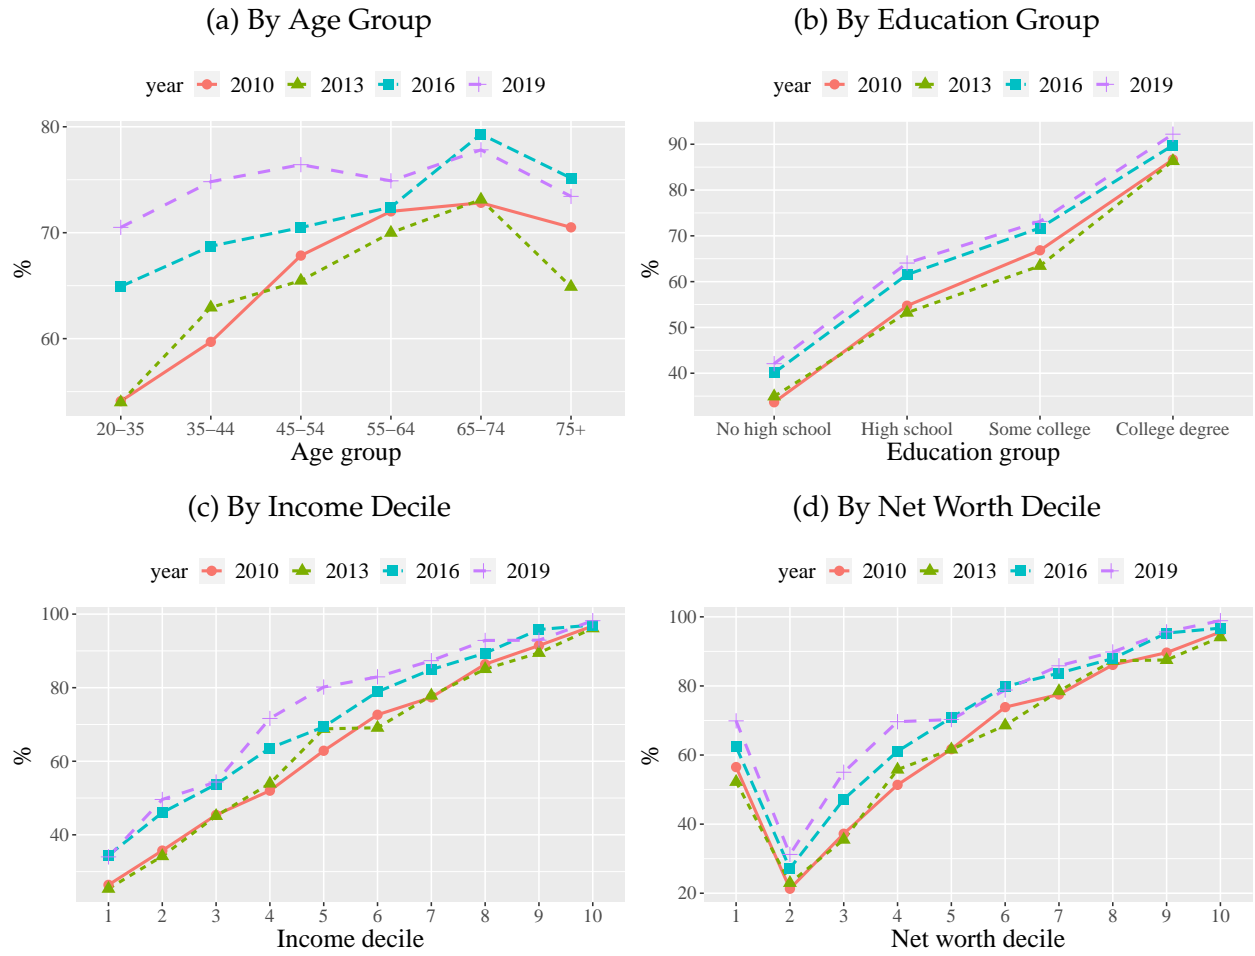 (a) By Age Group
year 2010 2013 2016 2019
80
70
60
%
20–35 35–44 45–54 55–64 65–74 75+
Age group
(b) By Education Group
year 2010 2013 2016 2019
90
80
70
60
50
40
%
No high school High school Some college College degree
Education group
(c) By Income Decile
year 2010 2013 2016 2019
100
80
60
40
%
1 2 3 4 5 6 7 8 9 10
Income decile
(d) By Net Worth Decile
year 2010 2013 2016 2019
100
80
60
40
20
%
1 2 3 4 5 6 7 8 9 10
Net worth decile